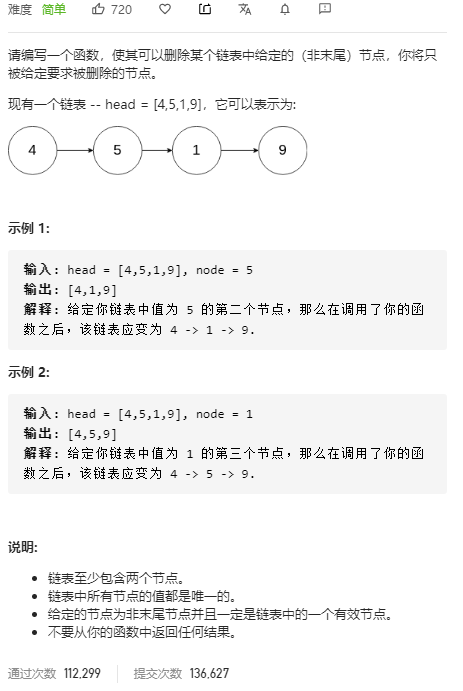 难度 简单 720
请编写一个函数，使其可以删除某个链表中给定的（非末尾）节点，你将只
被给定要求被删除的节点。
现有一个链表 -- head = [4,5,1,9]，它可以表示为:
4 5 1 9
示例 1:
输入: head = [4,5,1,9], node = 5
输出: [4,1,9]
解释: 给定你链表中值为 5 的第二个节点，那么在调用了你的函
数之后，该链表应变为 4 -> 1 -> 9.
示例 2:
输入: head = [4,5,1,9], node = 1
输出: [4,5,9]
解释: 给定你链表中值为 1 的第三个节点，那么在调用了你的函
数之后，该链表应变为 4 -> 5 -> 9.
说明:
• 链表至少包含两个节点。
• 链表中所有节点的值都是唯一的。
• 给定的节点为非末尾节点并且一定是链表中的一个有效节点。
• 不要从你的函数中返回任何结果。
通过次数 112,299 提交次数 136,627